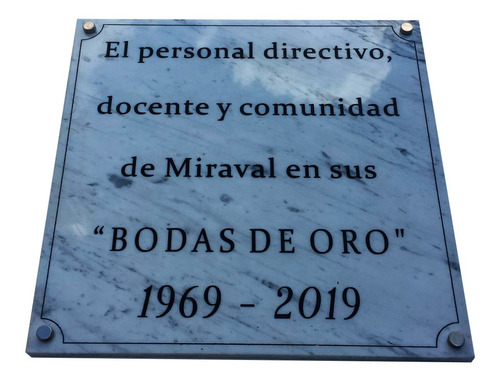 El personal directivo,
docente y comunidad
de Miraval en sus
“BODAS DE ORO"
1969 - 2019